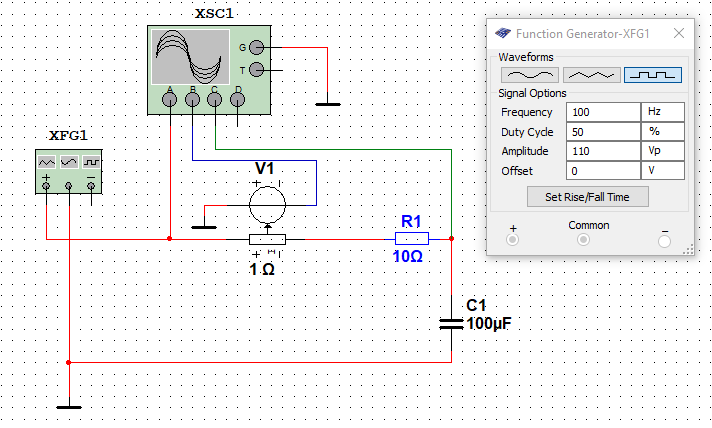 XSC1
G
T
A B C D
XFG1
+ −
V1
+ −
+ −
1 Ω
R1
10Ω
C1
100µF
Function Generator-XFG1
Waveforms
Signal Options
Frequency 100 Hz
Duty Cycle 50 %
Amplitude 110 Vp
Offset 0 V
Set Rise/Fall Time
+ Common −